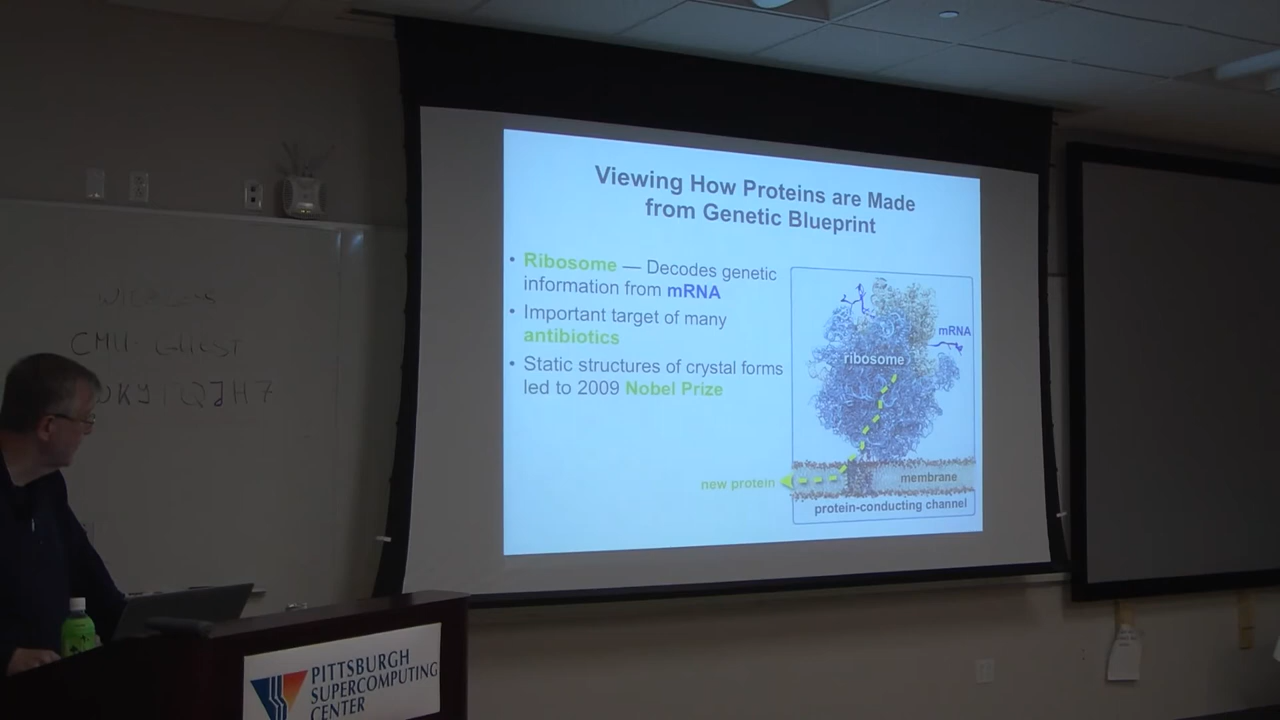 Viewing How Proteins are Made
from Genetic Blueprint
• Ribosome — Decodes genetic
information from mRNA
• Important target of many
antibiotics
• Static structures of crystal forms
led to 2009 Nobel Prize
mRNA
ribosome
new protein
membrane
protein-conducting channel
CMU-GUEST
PITTSBURGH
SUPERCOMPUTING
CENTER